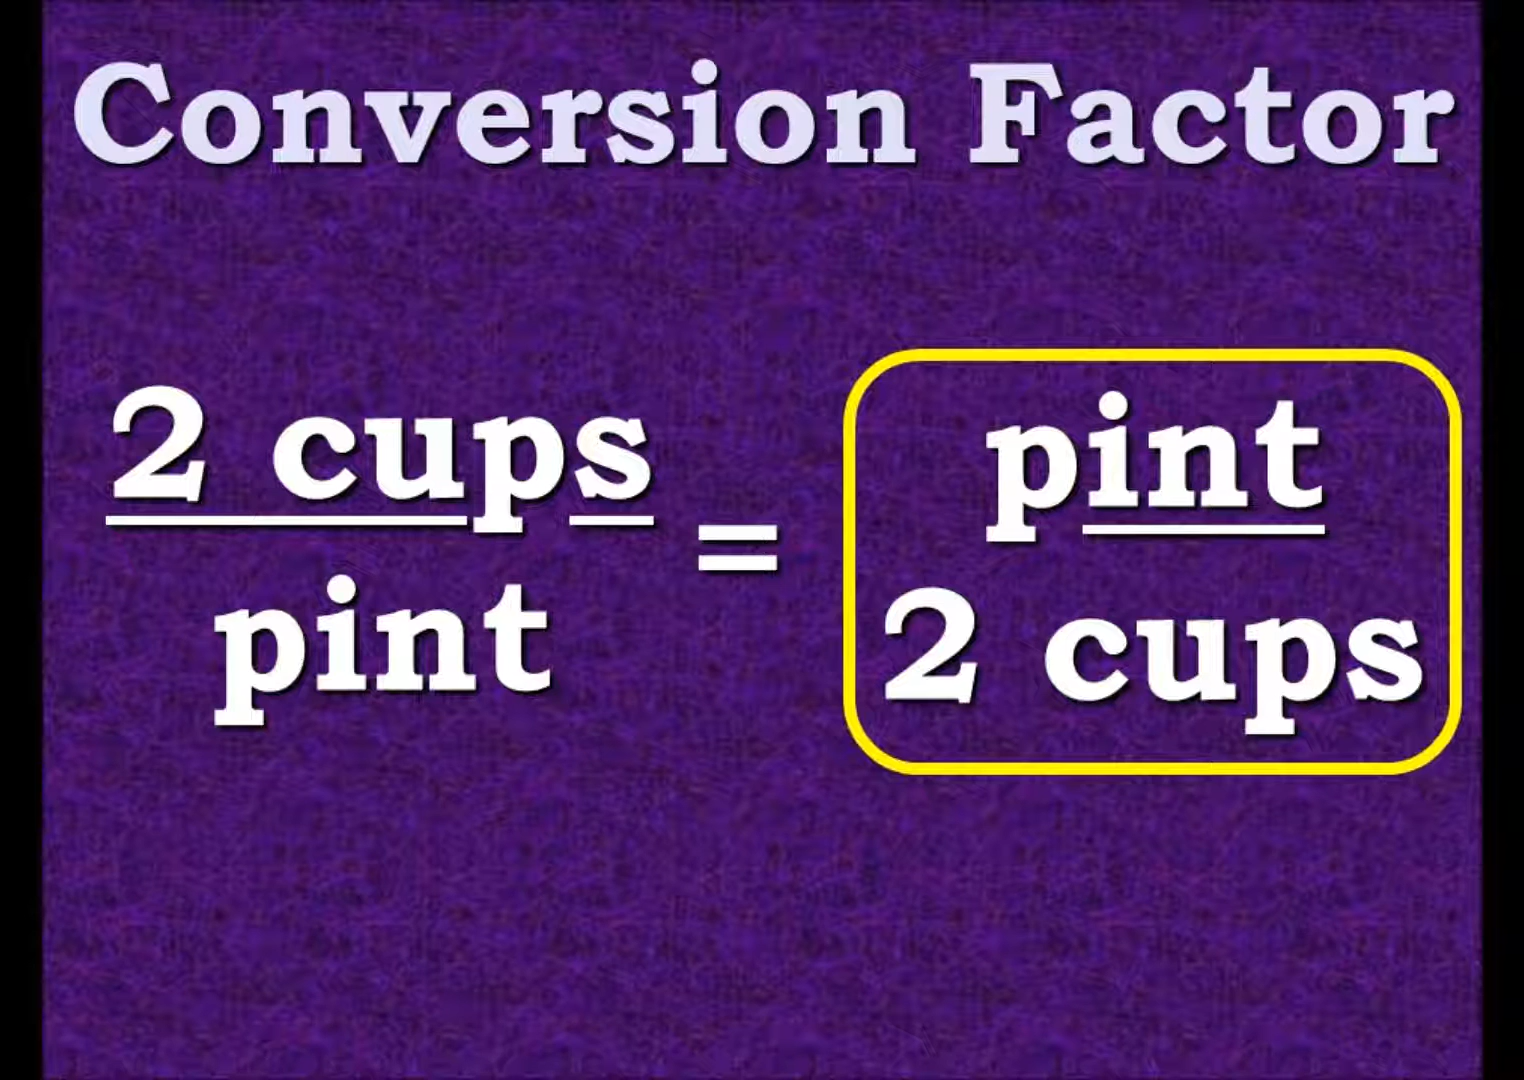 Conversion Factor
2 cups
pint
=
pint
2 cups